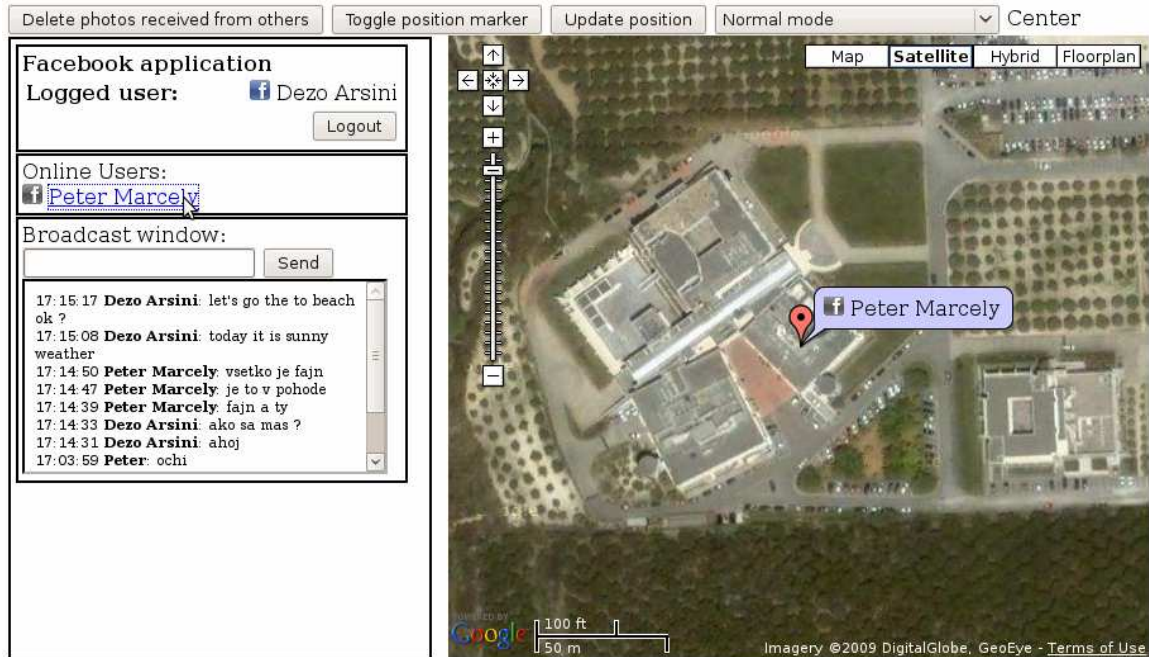 Delete photos received from others Toggle position marker Update position Normal mode Center
Facebook application
Logged user: Dezo Arsini
Logout
Online Users:
Peter Marcely
Broadcast window:
Send
17:15:17 Dezo Arsini: let's go the to beach
ok ?
17:15:08 Dezo Arsini: today it is sunny
weather
17:14:50 Peter Marcely: vsetko je fajn
17:14:47 Peter Marcely: je to v pohode
17:14:39 Peter Marcely: fajn a ty
17:14:33 Dezo Arsini: ako sa mas ?
17:14:31 Dezo Arsini: ahoj
17:03:59 Peter: ochi
Map Satellite Hybrid Floorplan
Peter Marcely
POWERED BY
Google
100 ft
50 m
Imagery ©2009 DigitalGlobe, GeoEye - Terms of Use